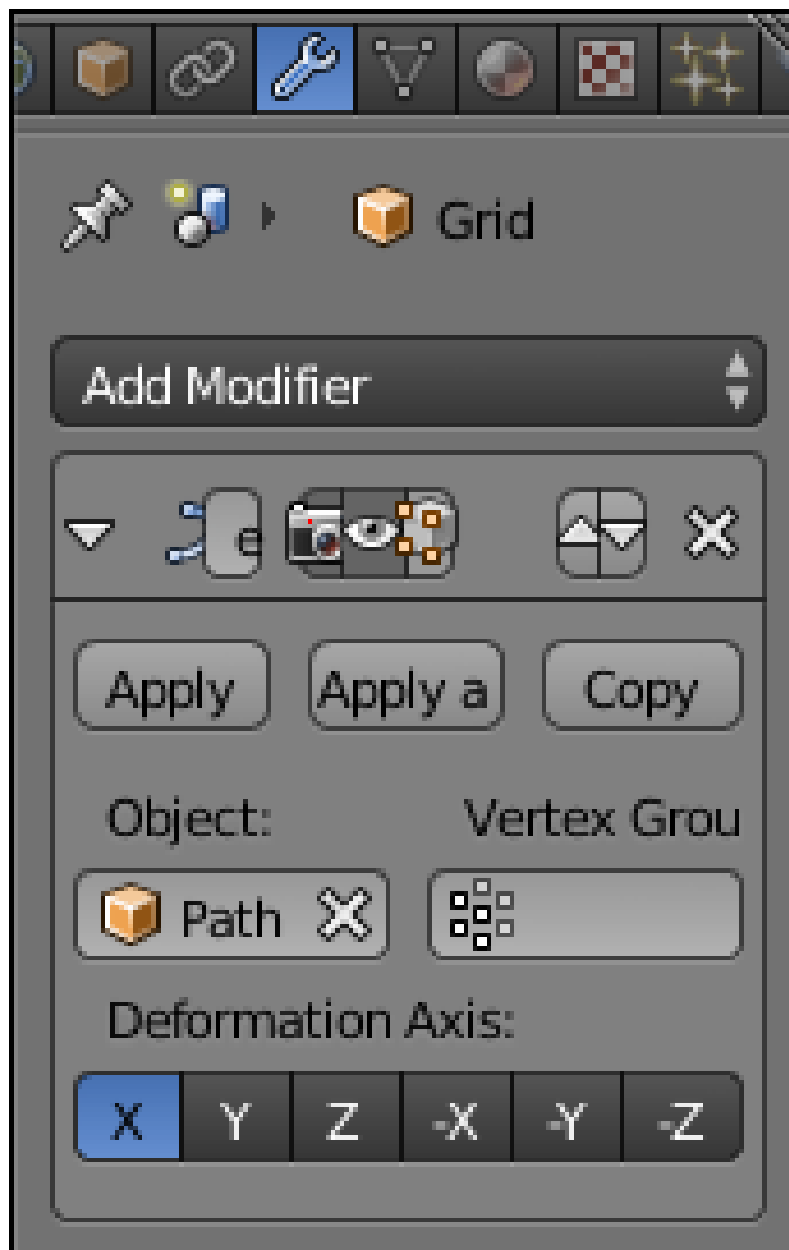 Grid
Add Modifier
e
Apply Apply a Copy
Object: Vertex Grou
Path
Deformation Axis:
X Y Z -X -Y -Z